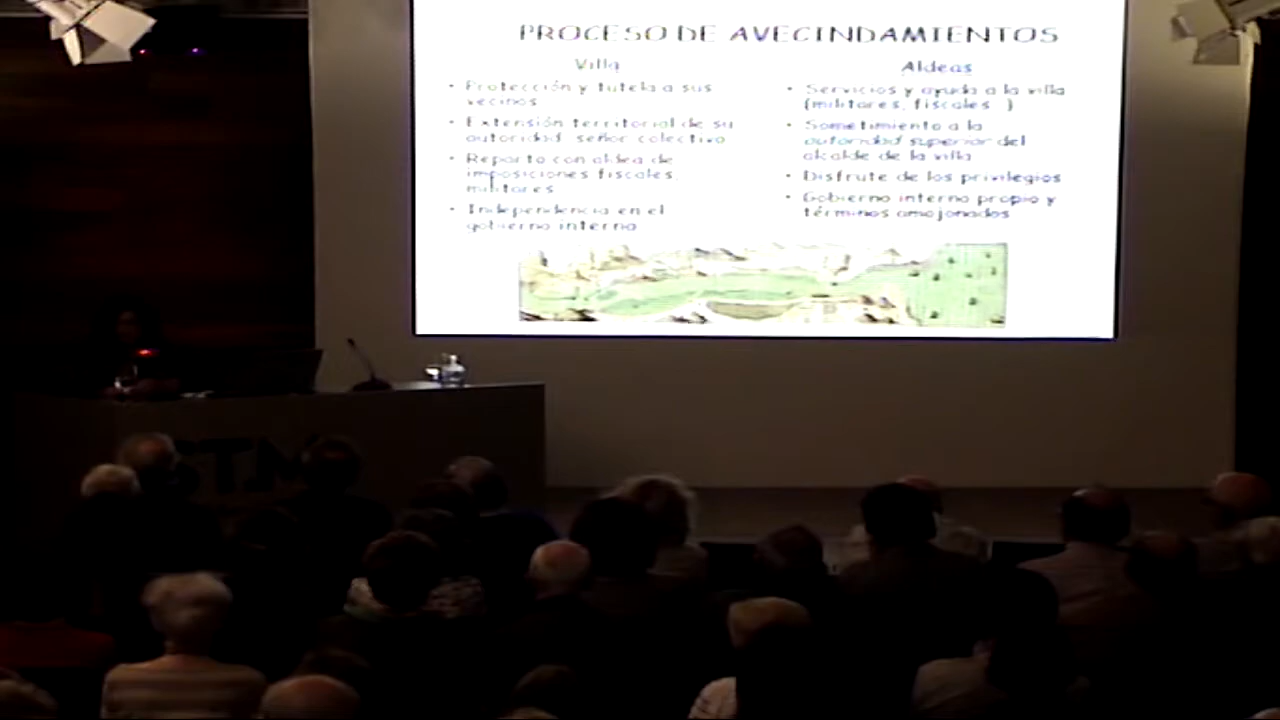 PROCESO DE AVECINDAMIENTOS
Villa
• Protección y tutela a sus
vecinos
• Extensión territorial de su
autoridad señor colectivo
• Reparto con aldea de
imposiciones fiscales,
militares
• Independencia en el
gobierno interno
Aldeas
• Servicios y ayuda a la villa
(militares, fiscales )
• Sometimiento a la
autoridad superior del
alcalde de la villa
• Disfrute de los privilegios
• Gobierno interno propio y
términos amojonados